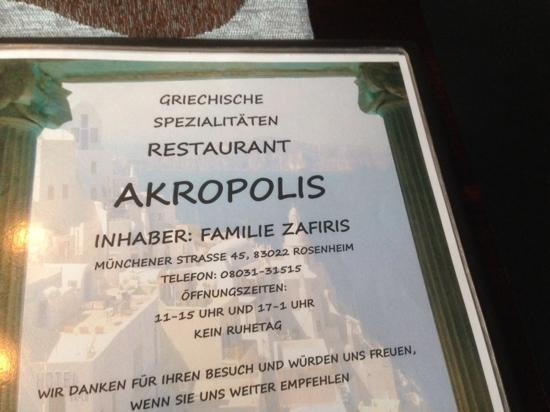 GRIECHISCHE
SPEZIALITÄTEN
RESTAURANT
AKROPOLIS
INHABER: FAMILIE ZAFIRIS
MÜNCHENER STRASSE 45, 83022 ROSENHEIM
TELEFON: 08031-31515
ÖFFNUNGSZEITEN:
11-15 UHR UND 17-1 UHR
KEIN RUHETAG
WIR DANKEN FÜR IHREN BESUCH UND WÜRDEN UNS FREUEN,
WENN SIE UNS WEITER EMPFEHLEN
HOTEL